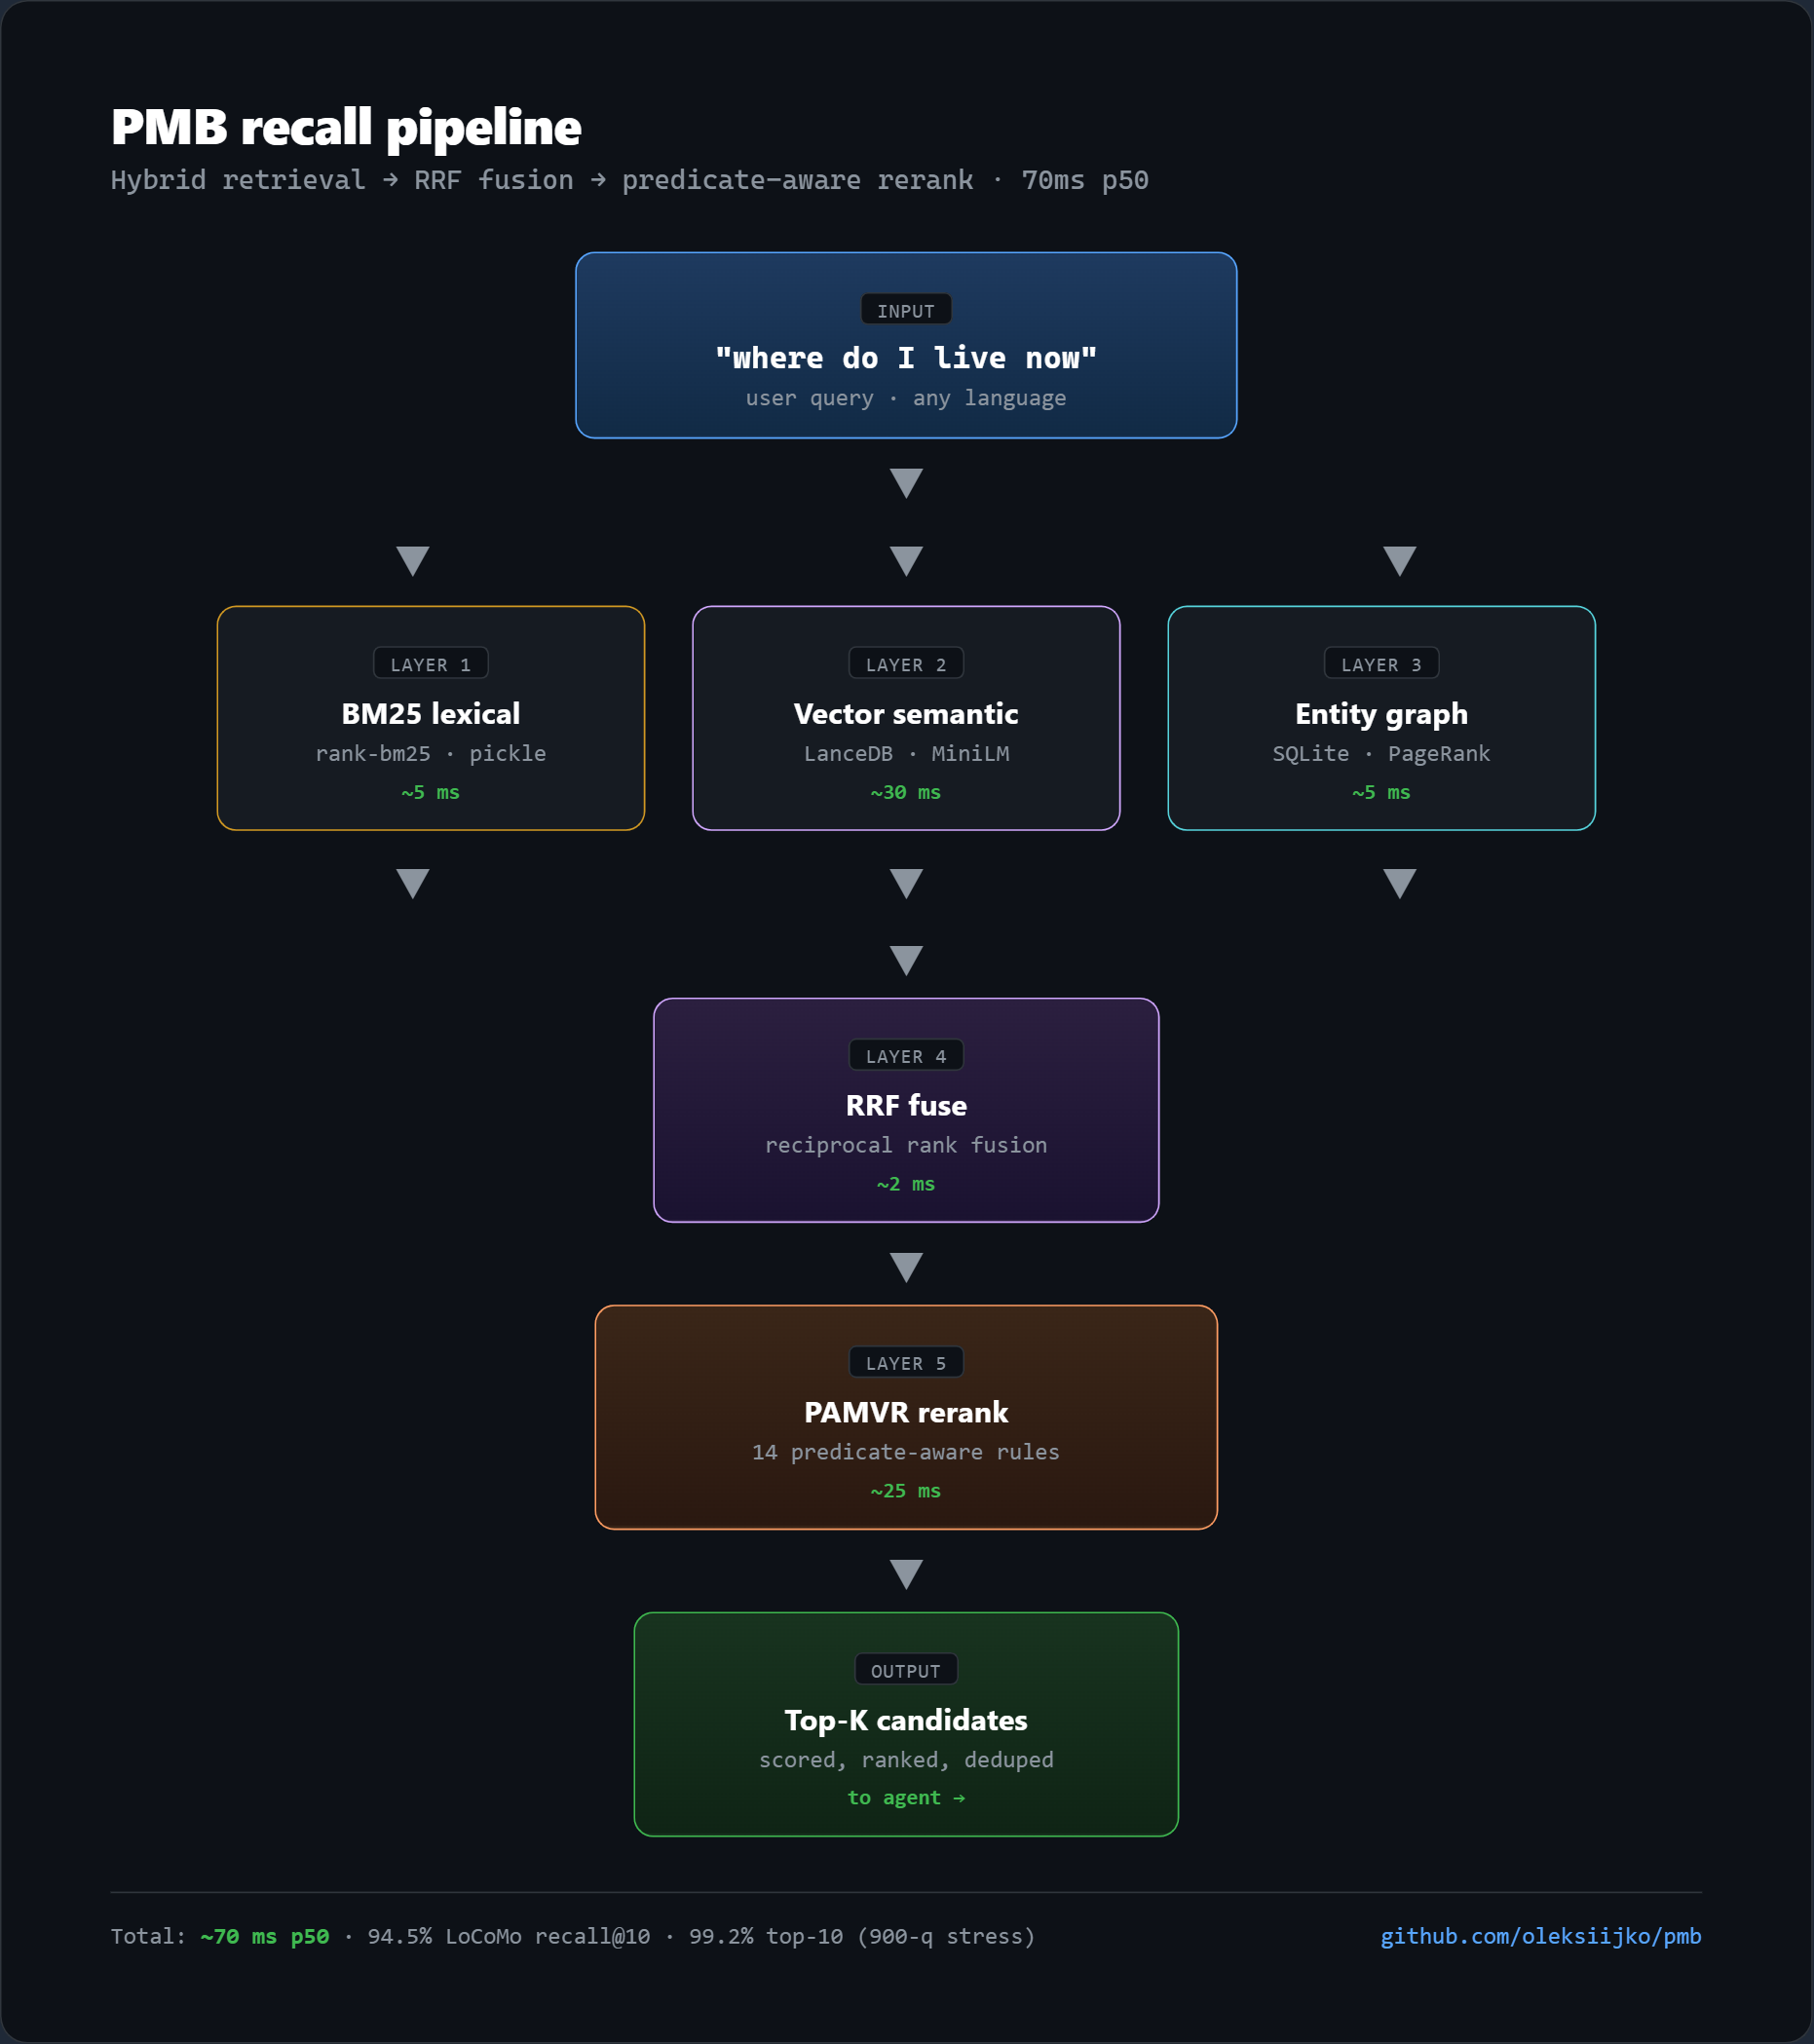 PMB recall pipeline
Hybrid retrieval → RRF fusion → predicate-aware rerank · 70ms p50
INPUT
"where do I live now"
user query · any language
LAYER 1
BM25 lexical
rank-bm25 · pickle
~5 ms
LAYER 2
Vector semantic
LanceDB · MiniLM
~30 ms
LAYER 3
Entity graph
SQLite · PageRank
~5 ms
LAYER 4
RRF fuse
reciprocal rank fusion
~2 ms
LAYER 5
PAMVR rerank
14 predicate-aware rules
~25 ms
OUTPUT
Top-K candidates
scored, ranked, deduped
to agent →
Total: ~70 ms p50 · 94.5% LoCoMo recall@10 · 99.2% top-10 (900-q stress)
github.com/oleksiijko/pmb